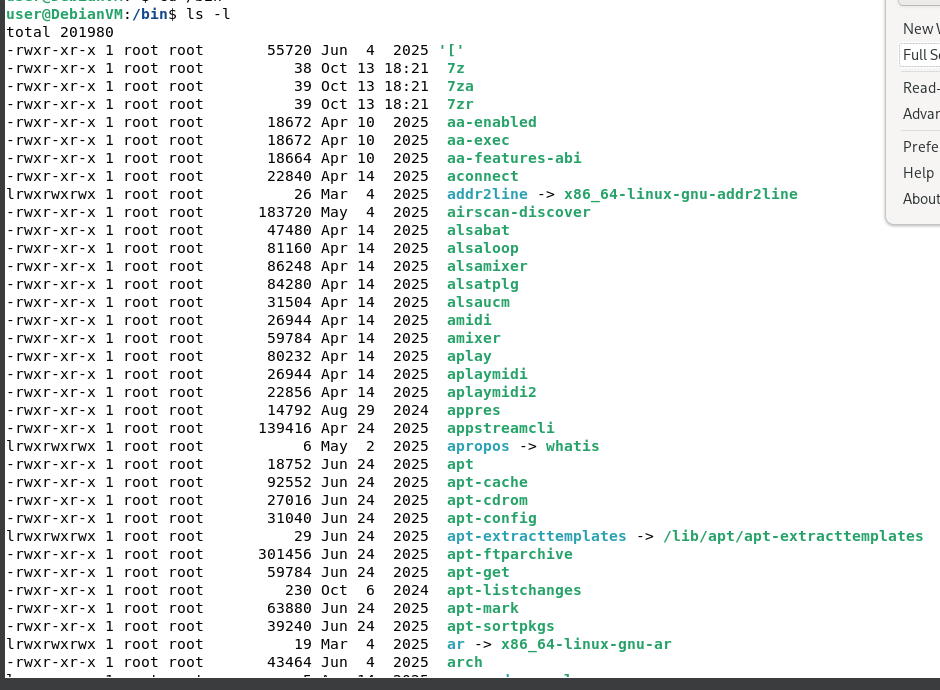 user@DebianVM:/bin$ ls -l
total 201980
-rwxr-xr-x 1 root root       55720 Jun  4  2025 '['
-rwxr-xr-x 1 root root          38 Oct 13 18:21  7z
-rwxr-xr-x 1 root root          39 Oct 13 18:21  7za
-rwxr-xr-x 1 root root          39 Oct 13 18:21  7zr
-rwxr-xr-x 1 root root       18672 Apr 10  2025  aa-enabled
-rwxr-xr-x 1 root root       18672 Apr 10  2025  aa-exec
-rwxr-xr-x 1 root root       18664 Apr 10  2025  aa-features-abi
-rwxr-xr-x 1 root root       22840 Apr 14  2025  aconnect
lrwxrwxrwx 1 root root          26 Mar  4  2025  addr2line -> x86_64-linux-gnu-addr2line
-rwxr-xr-x 1 root root      183720 May  4  2025  airscan-discover
-rwxr-xr-x 1 root root       47480 Apr 14  2025  alsabat
-rwxr-xr-x 1 root root       81160 Apr 14  2025  alsaloop
-rwxr-xr-x 1 root root       86248 Apr 14  2025  alsamixer
-rwxr-xr-x 1 root root       84280 Apr 14  2025  alsatplg
-rwxr-xr-x 1 root root       31504 Apr 14  2025  alsaucm
-rwxr-xr-x 1 root root       26944 Apr 14  2025  amidi
-rwxr-xr-x 1 root root       59784 Apr 14  2025  amixer
-rwxr-xr-x 1 root root       80232 Apr 14  2025  aplay
-rwxr-xr-x 1 root root       26944 Apr 14  2025  aplaymidi
-rwxr-xr-x 1 root root       22856 Apr 14  2025  aplaymidi2
-rwxr-xr-x 1 root root       14792 Aug 29  2024  appres
-rwxr-xr-x 1 root root      139416 Apr 24  2025  appstreamcli
lrwxrwxrwx 1 root root           6 May  2  2025  apropos -> whatis
-rwxr-xr-x 1 root root       18752 Jun 24  2025  apt
-rwxr-xr-x 1 root root       92552 Jun 24  2025  apt-cache
-rwxr-xr-x 1 root root       27016 Jun 24  2025  apt-cdrom
-rwxr-xr-x 1 root root       31040 Jun 24  2025  apt-config
lrwxrwxrwx 1 root root          29 Jun 24  2025  apt-extracttemplates -> /lib/apt/apt-extracttemplates
-rwxr-xr-x 1 root root      301456 Jun 24  2025  apt-ftparchive
-rwxr-xr-x 1 root root       59784 Jun 24  2025  apt-get
-rwxr-xr-x 1 root root         230 Oct  6  2024  apt-listchanges
-rwxr-xr-x 1 root root       63880 Jun 24  2025  apt-mark
-rwxr-xr-x 1 root root       39240 Jun 24  2025  apt-sortpkgs
lrwxrwxrwx 1 root root          19 Mar  4  2025  ar -> x86_64-linux-gnu-ar
-rwxr-xr-x 1 root root       43464 Jun  4  2025  arch
New
Full
Read-
Help
About